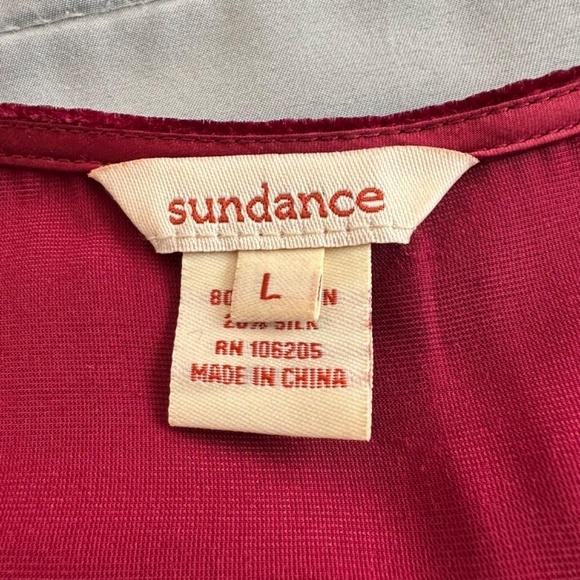 sundance
L
80
20% SILK
RN 106205
MADE IN CHINA